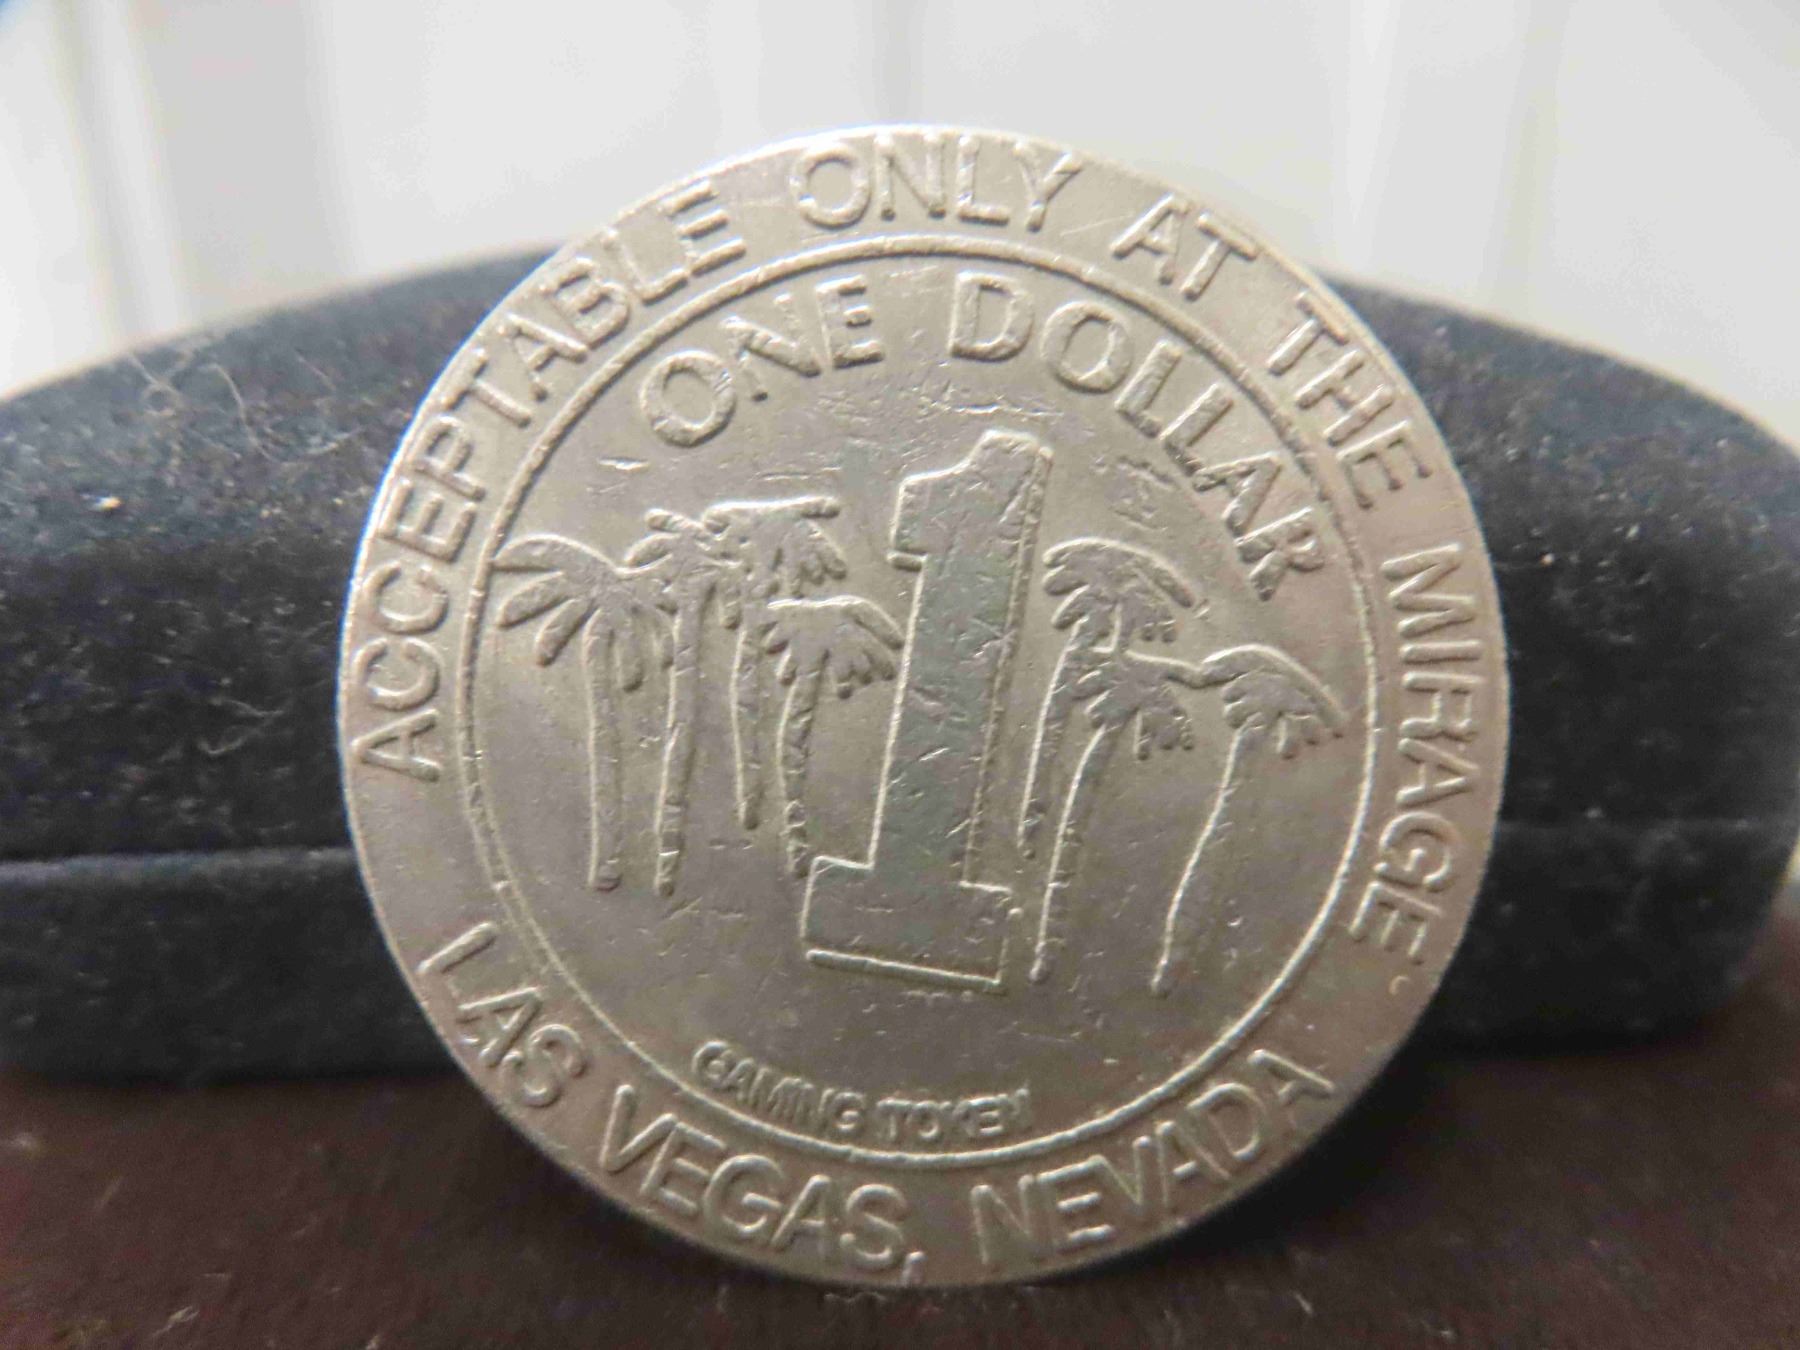 ACCEPTABLE ONLY AT THE MIRAGE
ONE DOLLAR
1
GAMING TOKEN
LAS VEGAS, NEVADA